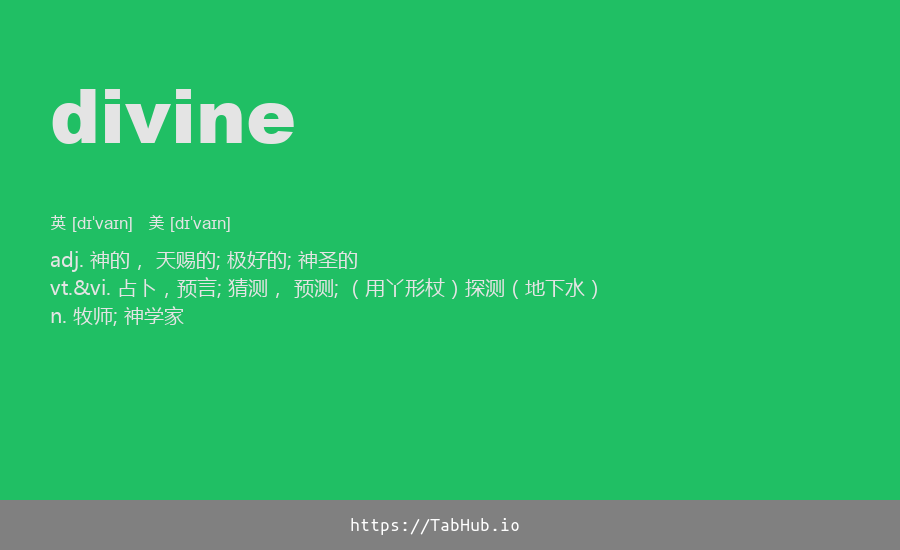 divine
英 [dɪˈvaɪn] 美 [dɪˈvaɪn]
adj. 神的， 天赐的; 极好的; 神圣的
vt.&vi. 占卜，预言; 猜测， 预测; （用丫形杖）探测（地下水）
n. 牧师; 神学家
https://TabHub.io